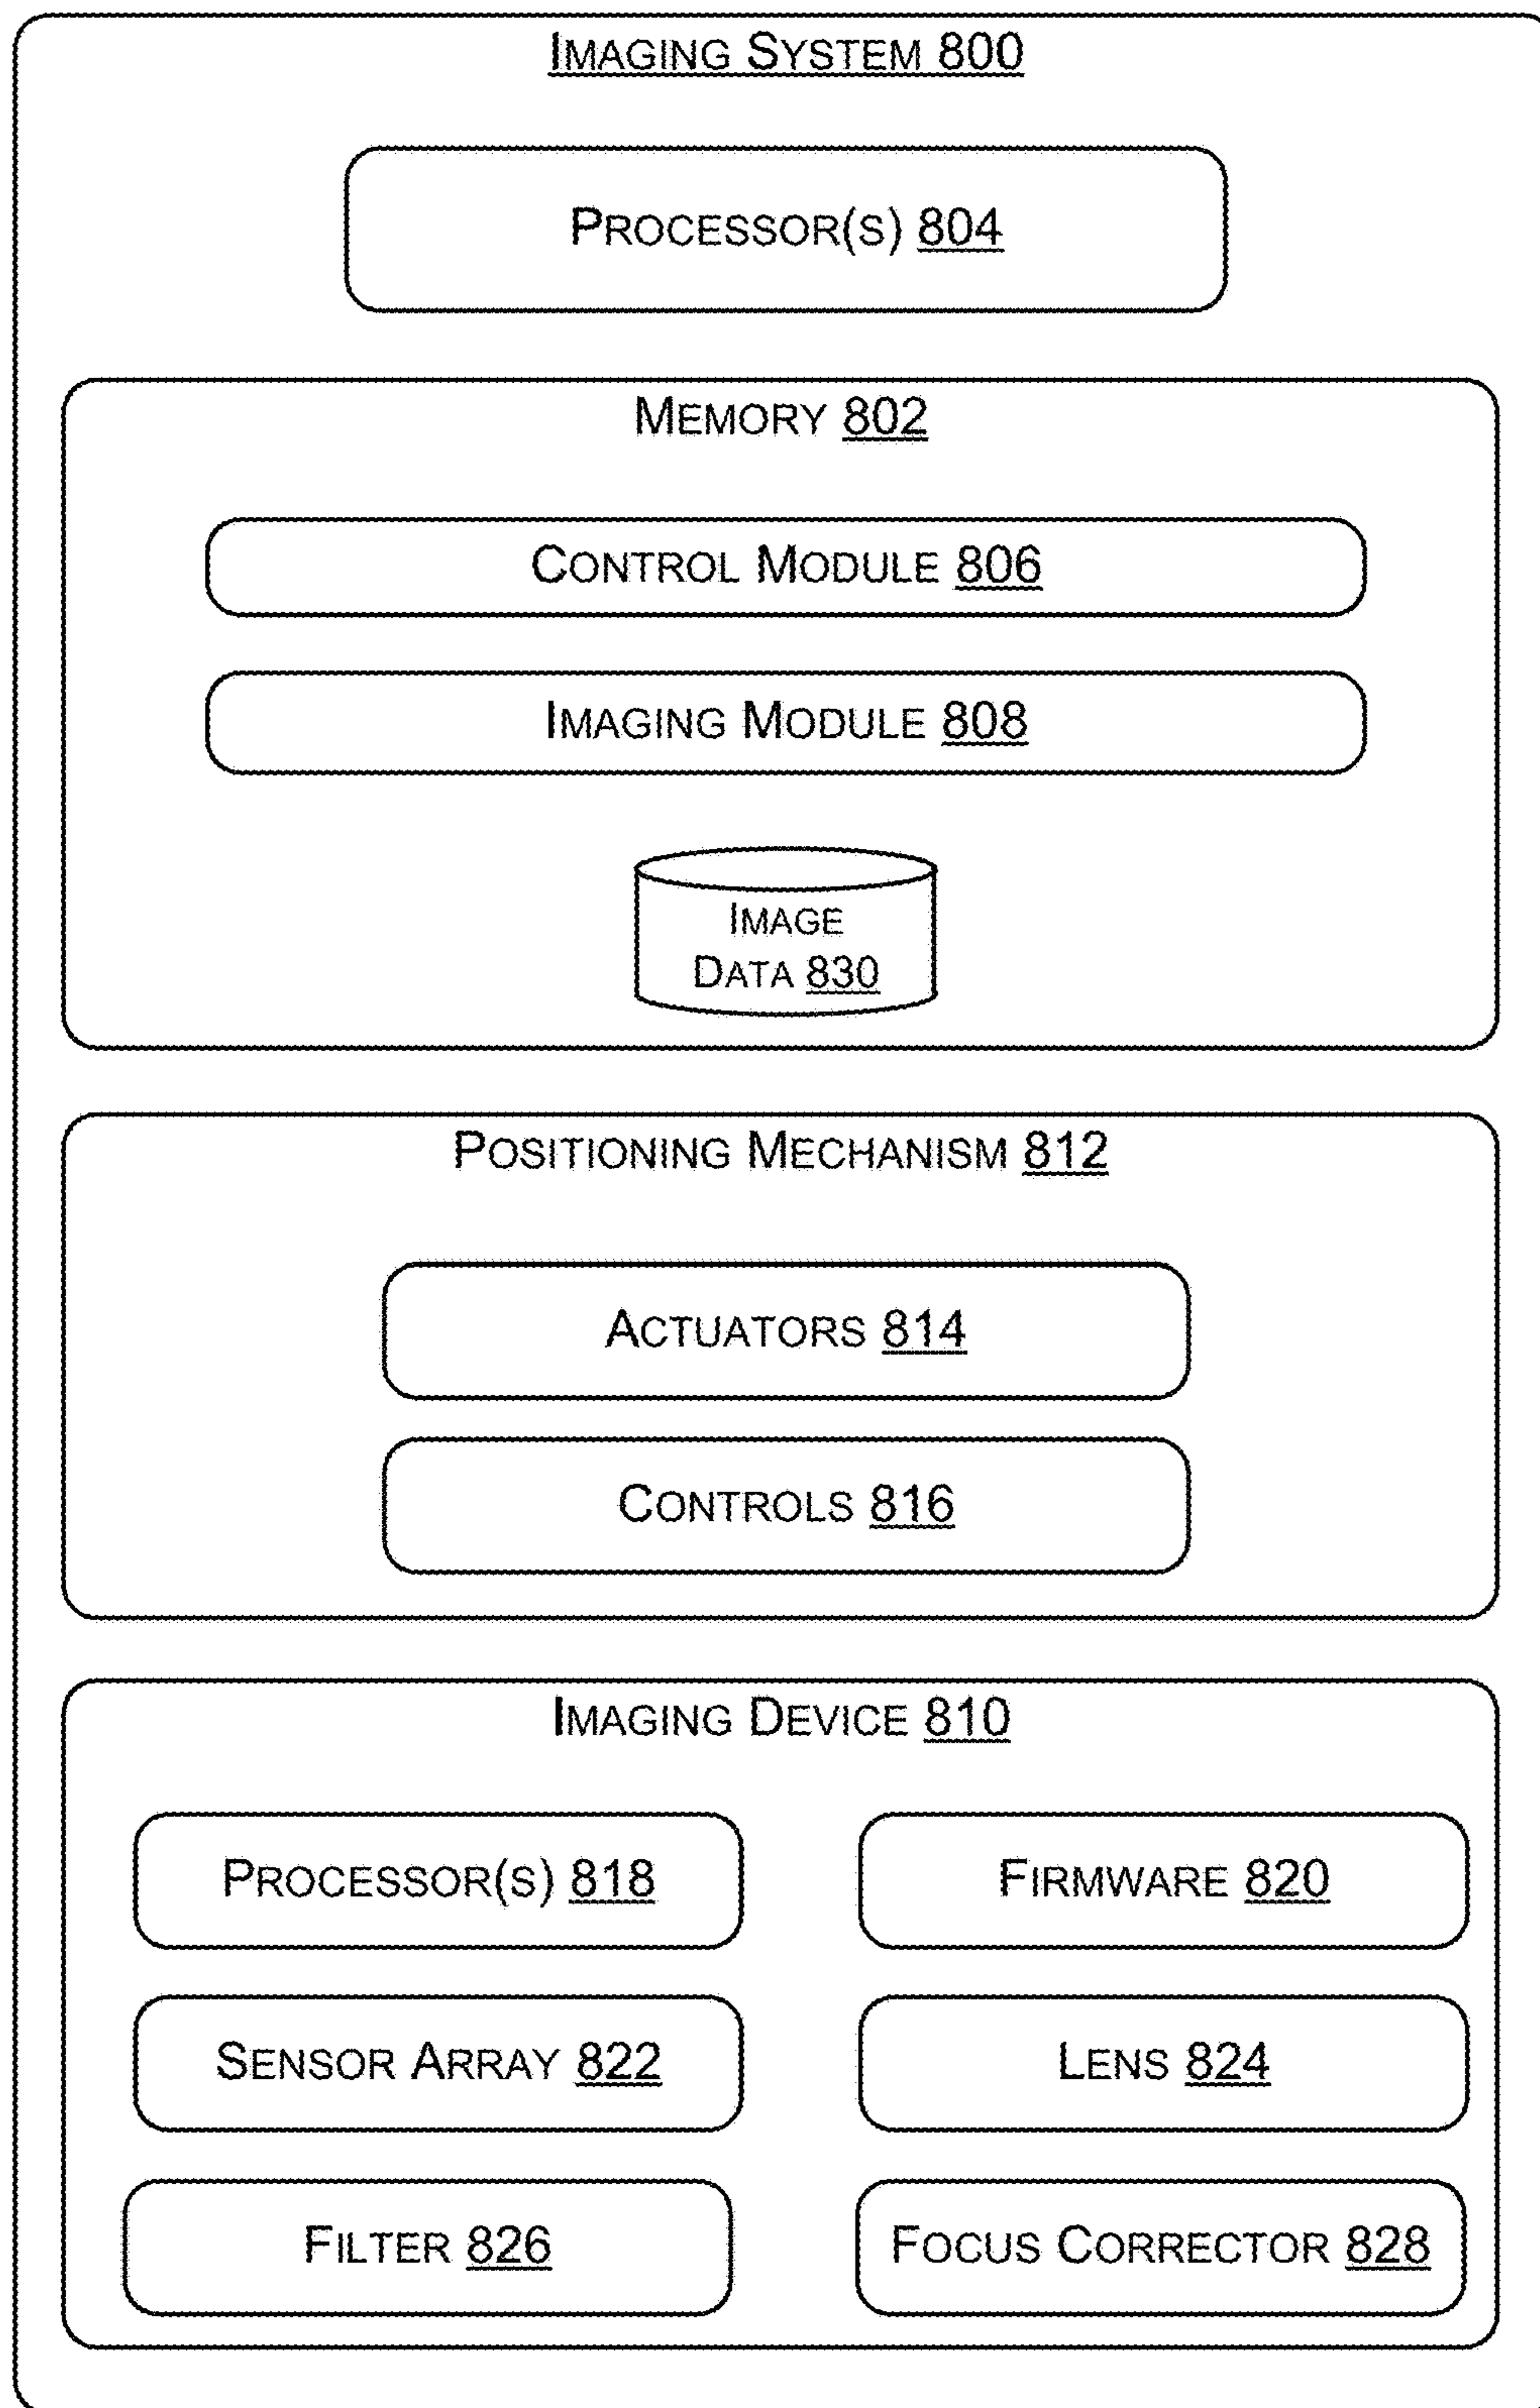 IMAGING SYSTEM 800
PROCESSOR(S) 804
MEMORY 802
CONTROL MODULE 806
IMAGING MODULE 808
IMAGE
DATA 830
POSITIONING MECHANISM 812
ACTUATORS 814
CONTROLS 816
IMAGING DEVICE 810
PROCESSOR(S) 818
FIRMWARE 820
SENSOR ARRAY 822
LENS 824
FILTER 826
FOCUS CORRECTOR 828